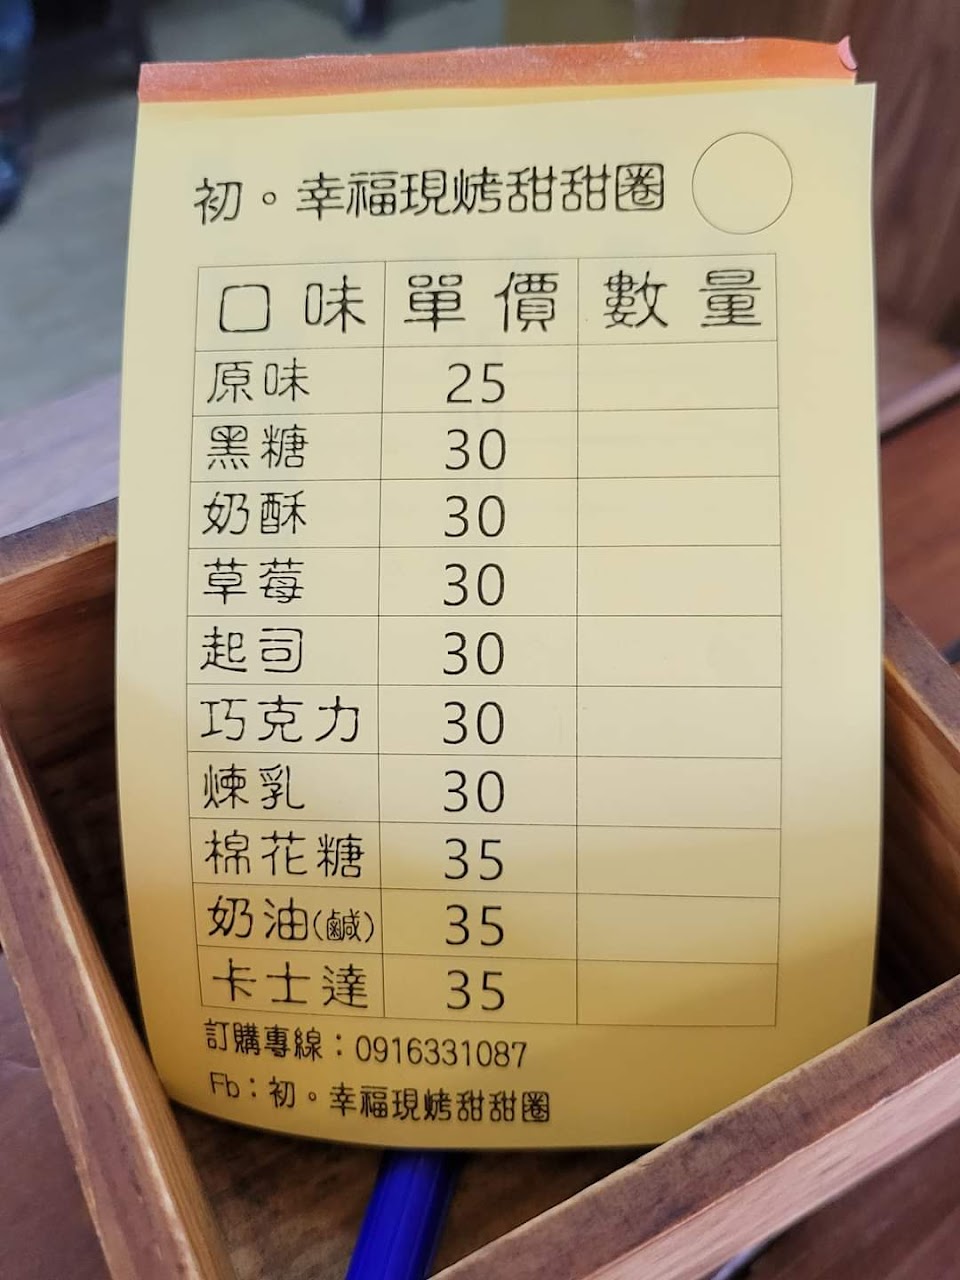 初。幸福現烤甜甜圈
口味 單價 數量
原味 25
黑糖 30
奶酥 30
草莓 30
起司 30
巧克力 30
煉乳 30
棉花糖 35
奶油(鹹) 35
卡士達 35
訂購專線：0916331087
Fb：初。幸福現烤甜甜圈